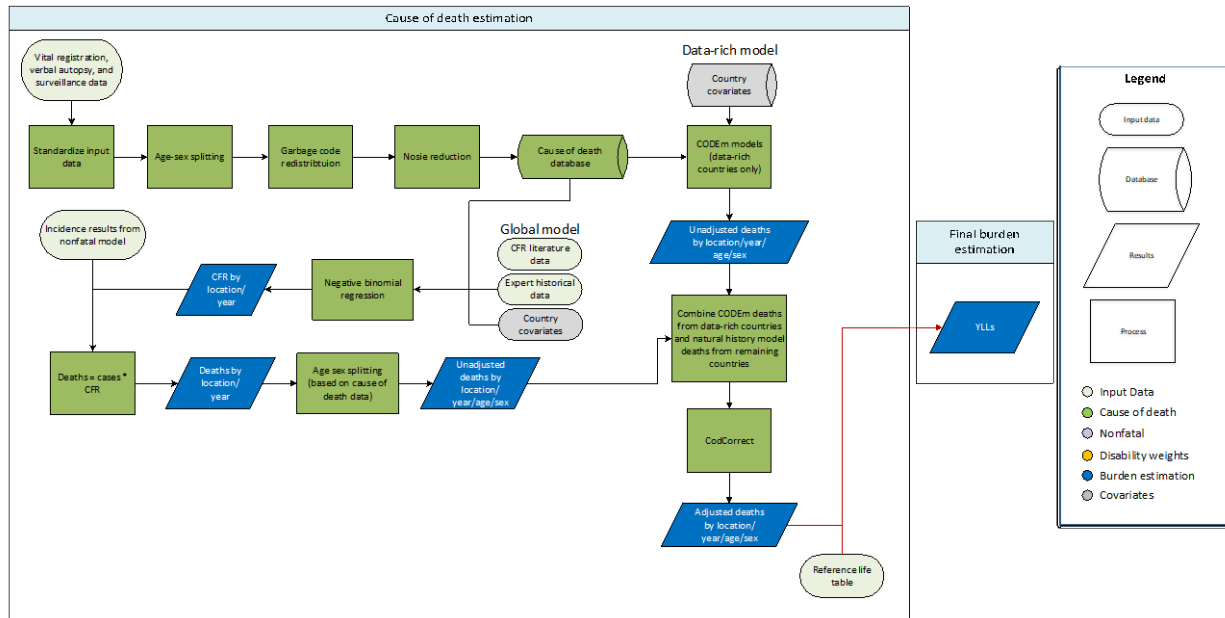 Cause of death estimation
Vital registration,
verbal autopsy, and
surveillance data
Data-rich model
Country
covariates
Standardize input
data
Age-sex splitting
Garbage code
redistribtuion
Nosie reduction
Cause of death
database
CODEm models
(data-rich
countries only)
Incidence results from
nonfatal model
Global model
CFR literature
data
Expert historical
data
Country
covariates
Negative binomial
regression
CFR by
location/
year
Unadjusted deaths
by location/year/
age/sex
Combine CODEm deaths
from data-rich countries
and natural history model
deaths from remaining
countries
Deaths = cases *
CFR
Deaths by
location/
year
Age sex splitting
(based on cause of
death data)
Unadjusted
deaths by
location/
year/age/sex
CodCorrect
Adjusted deaths
by location/
year/age/sex
Reference life
table
Final burden
estimation
YLLs
Legend
Input data
Database
Results
Process
Input Data
Cause of death
Nonfatal
Disability weights
Burden estimation
Covariates